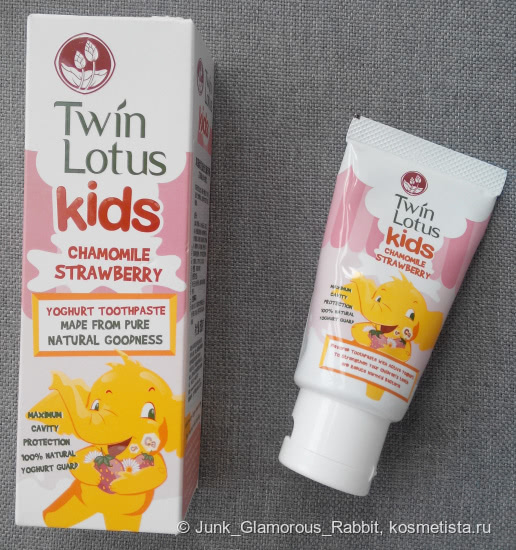 Twin
Lotus
kids
CHAMOMILE
STRAWBERRY
YOGHURT TOOTHPASTE
MADE FROM PURE
NATURAL GOODNESS
MAXIMUM
CAVITY
PROTECTION
100% NATURAL
YOGHURT GUARD
Twin
Lotus
kids
CHAMOMILE
STRAWBERRY
MAXIMUM
CAVITY
PROTECTION
100% NATURAL
YOGHURT GUARD
© Junk_Glamorous_Rabbit, kosmetista.ru